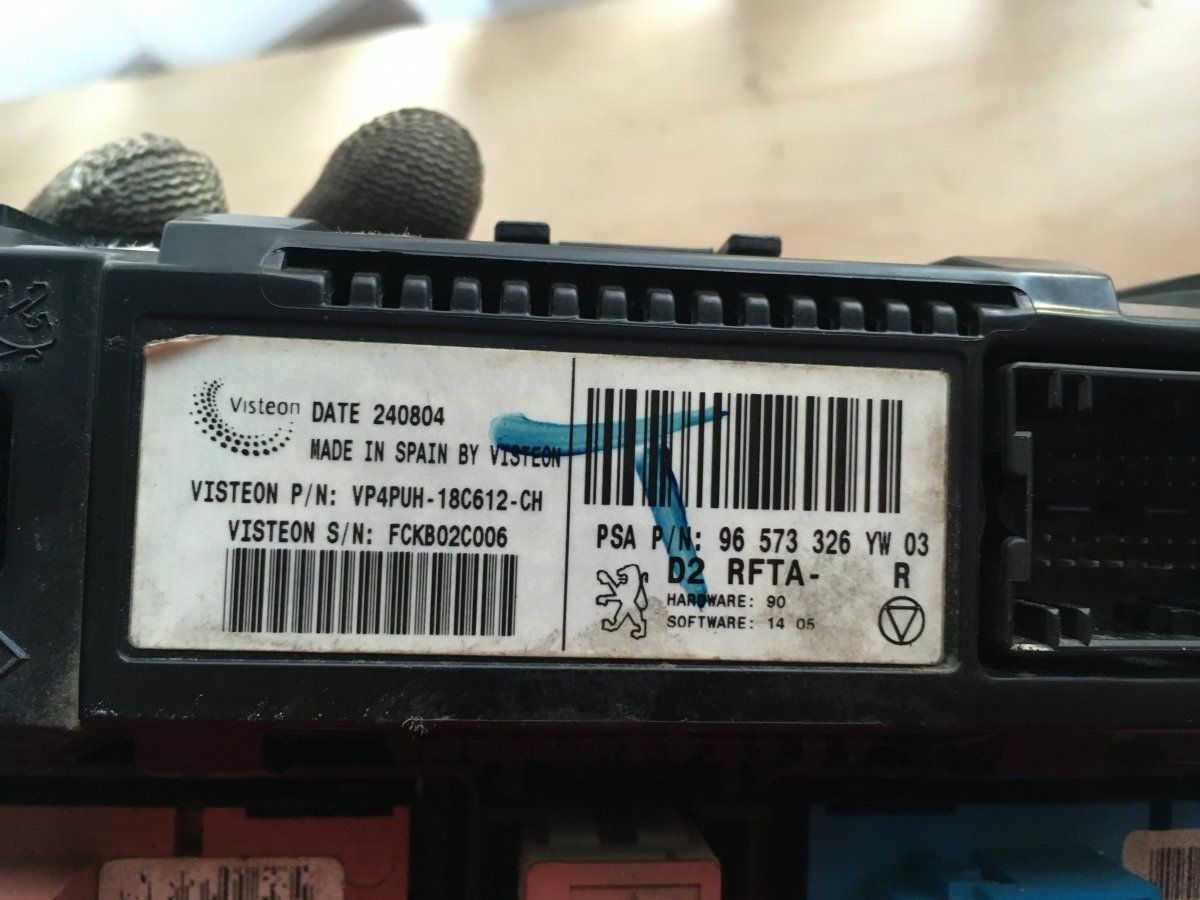 Visteon
DATE 240804
MADE IN SPAIN BY VISTEON
VISTEON P/N: VP4PUH-18C612-CH
VISTEON S/N: FCKB02C006
PSA P/N: 96 573 326 YW 03
D2 RFTA- R
HARDWARE: 90
SOFTWARE: 14 05